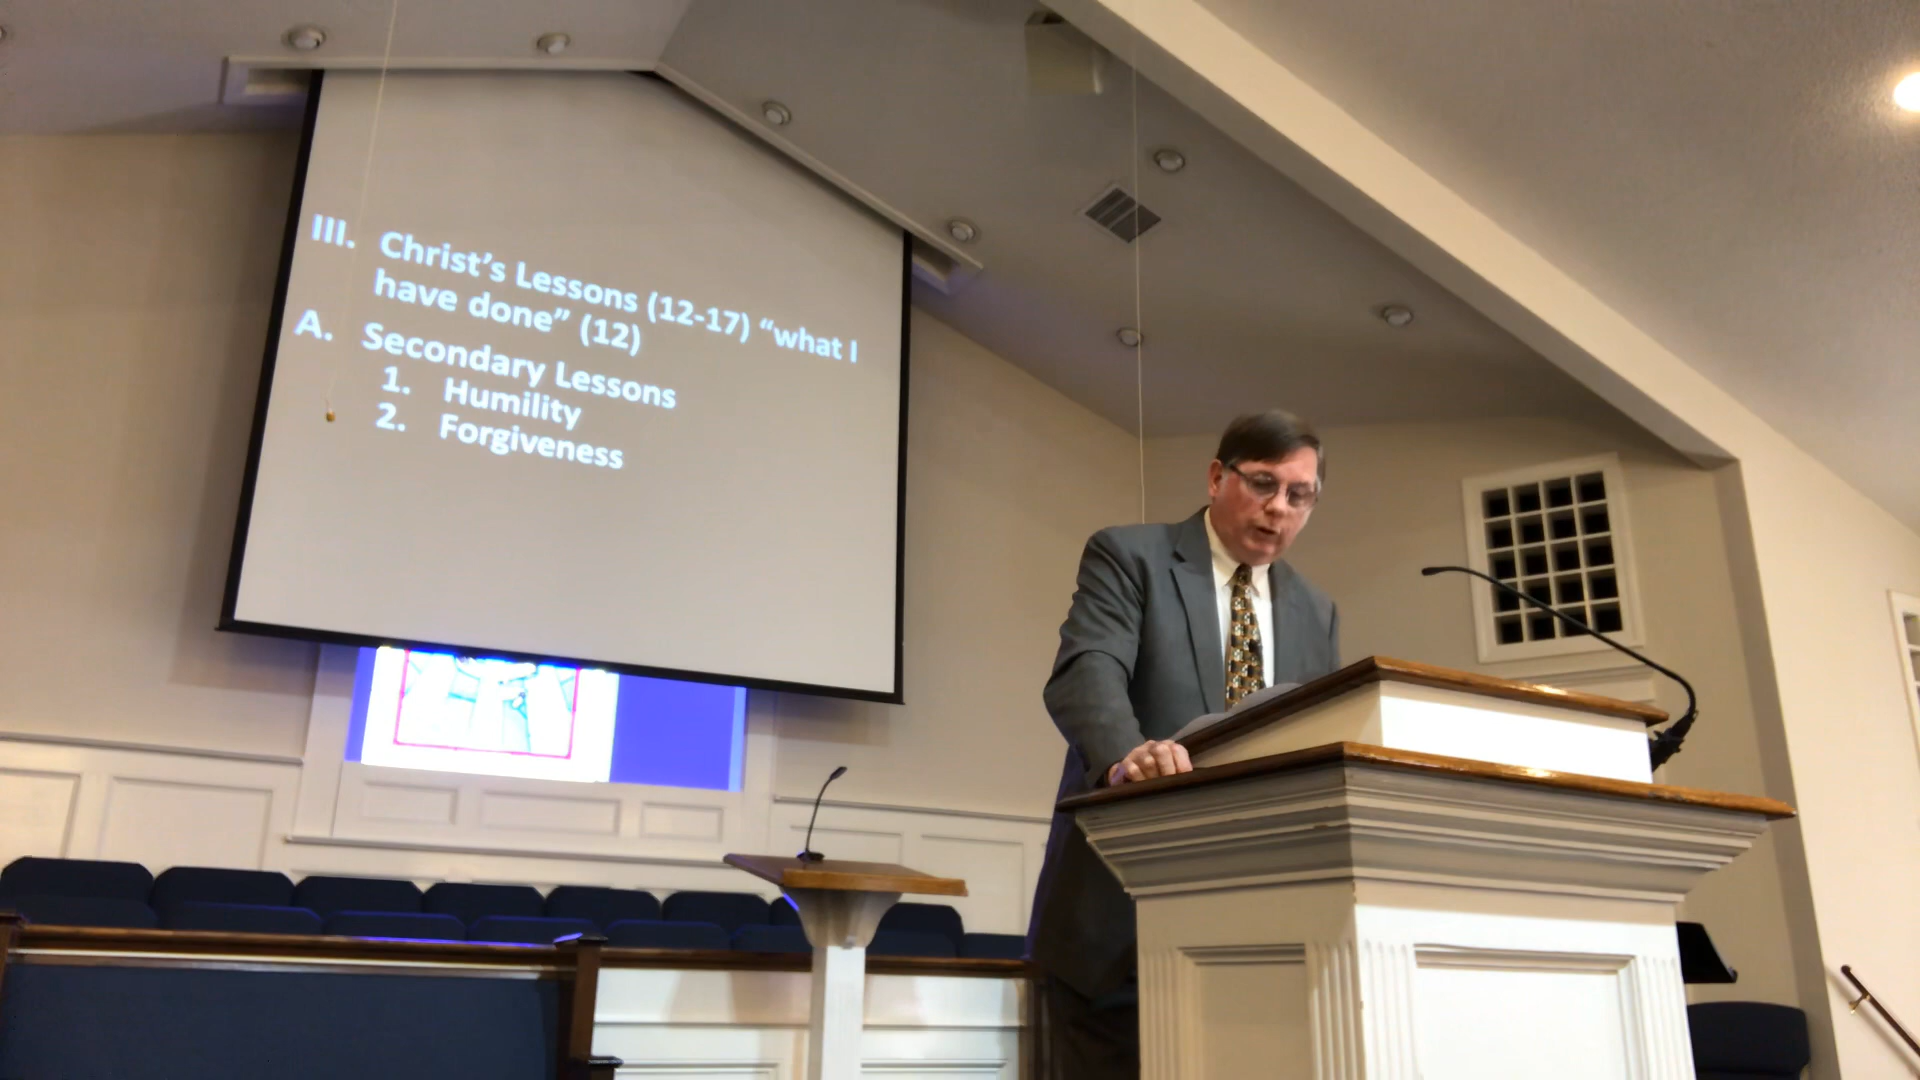 III. Christ's Lessons (12-17) "what I
have done" (12)
A. Secondary Lessons
1. Humility
2. Forgiveness